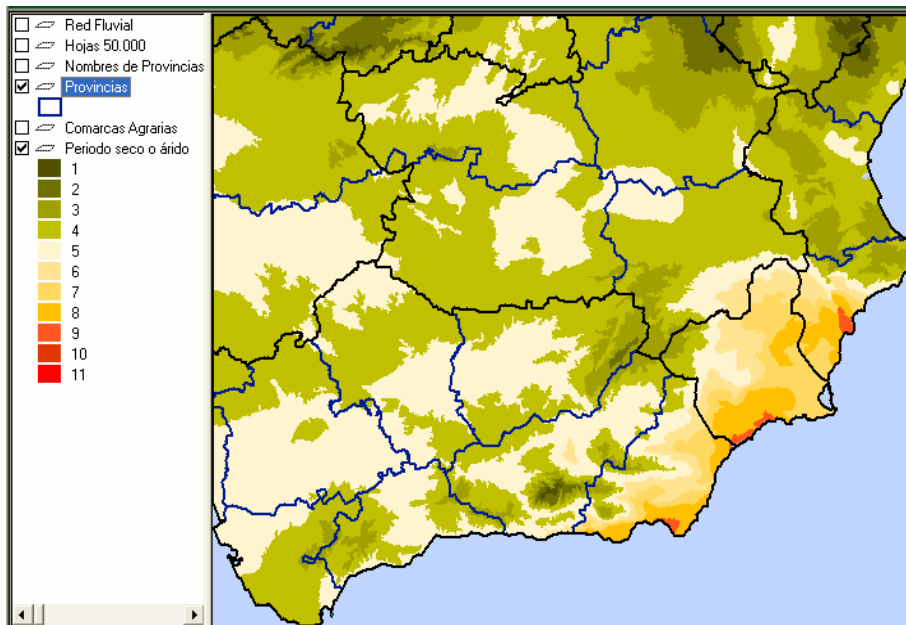 Red Fluvial
Hojas 50.000
Nombres de Provincias
Provincias
Comarcas Agrarias
Periodo seco o árido
1
2
3
4
5
6
7
8
9
10
11